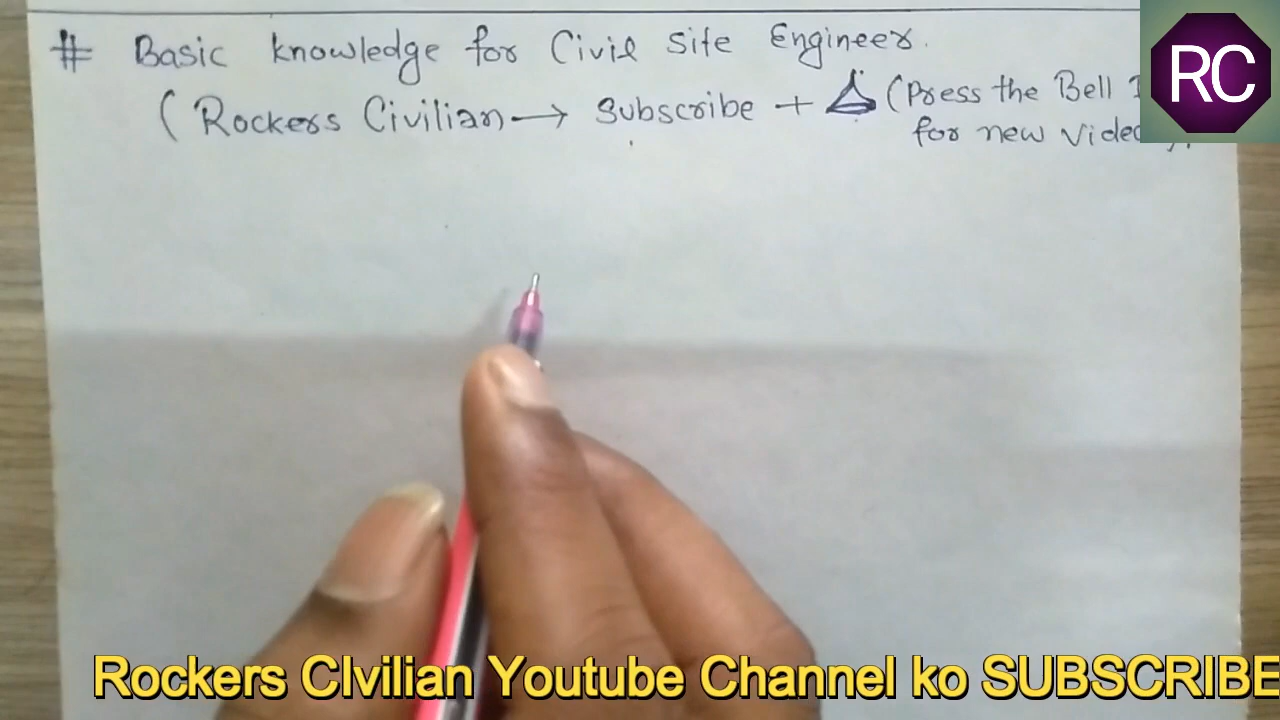 # Basic knowledge for Civil Site Engineer.
(Rockers Civilian → Subscribe + (Press the Bell
for new
RC
Rockers CIvilian Youtube Channel ko SUBSCRIBE